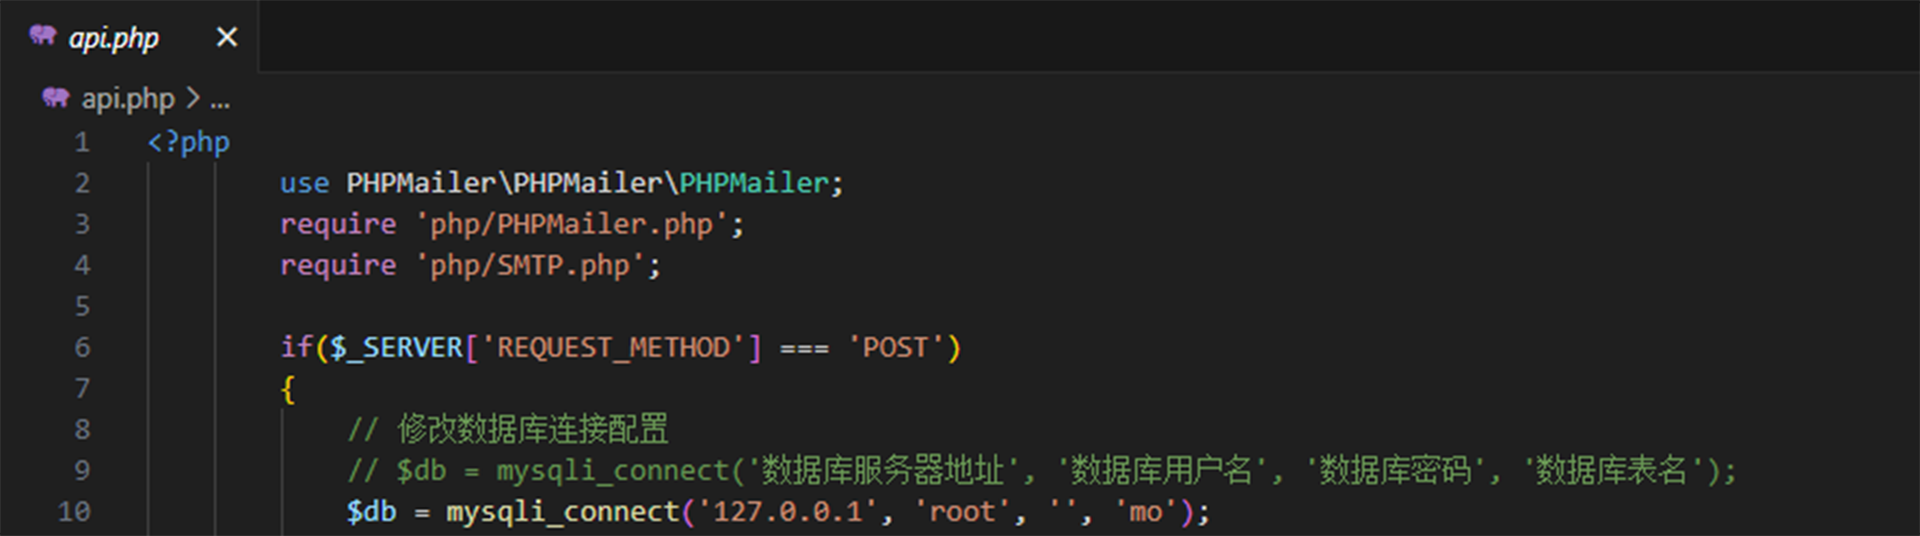 api.php
api.php > ...
1 <?php
2 use PHPMailer\PHPMailer\PHPMailer;
3 require 'php/PHPMailer.php';
4 require 'php/SMTP.php';
5
6 if($_SERVER['REQUEST_METHOD'] === 'POST')
7 {
8 // 修改数据库连接配置
9 // $db = mysqli_connect('数据库服务器地址', '数据库用户名', '数据库密码', '数据库表名');
10 $db = mysqli_connect('127.0.0.1', 'root', '', 'mo');